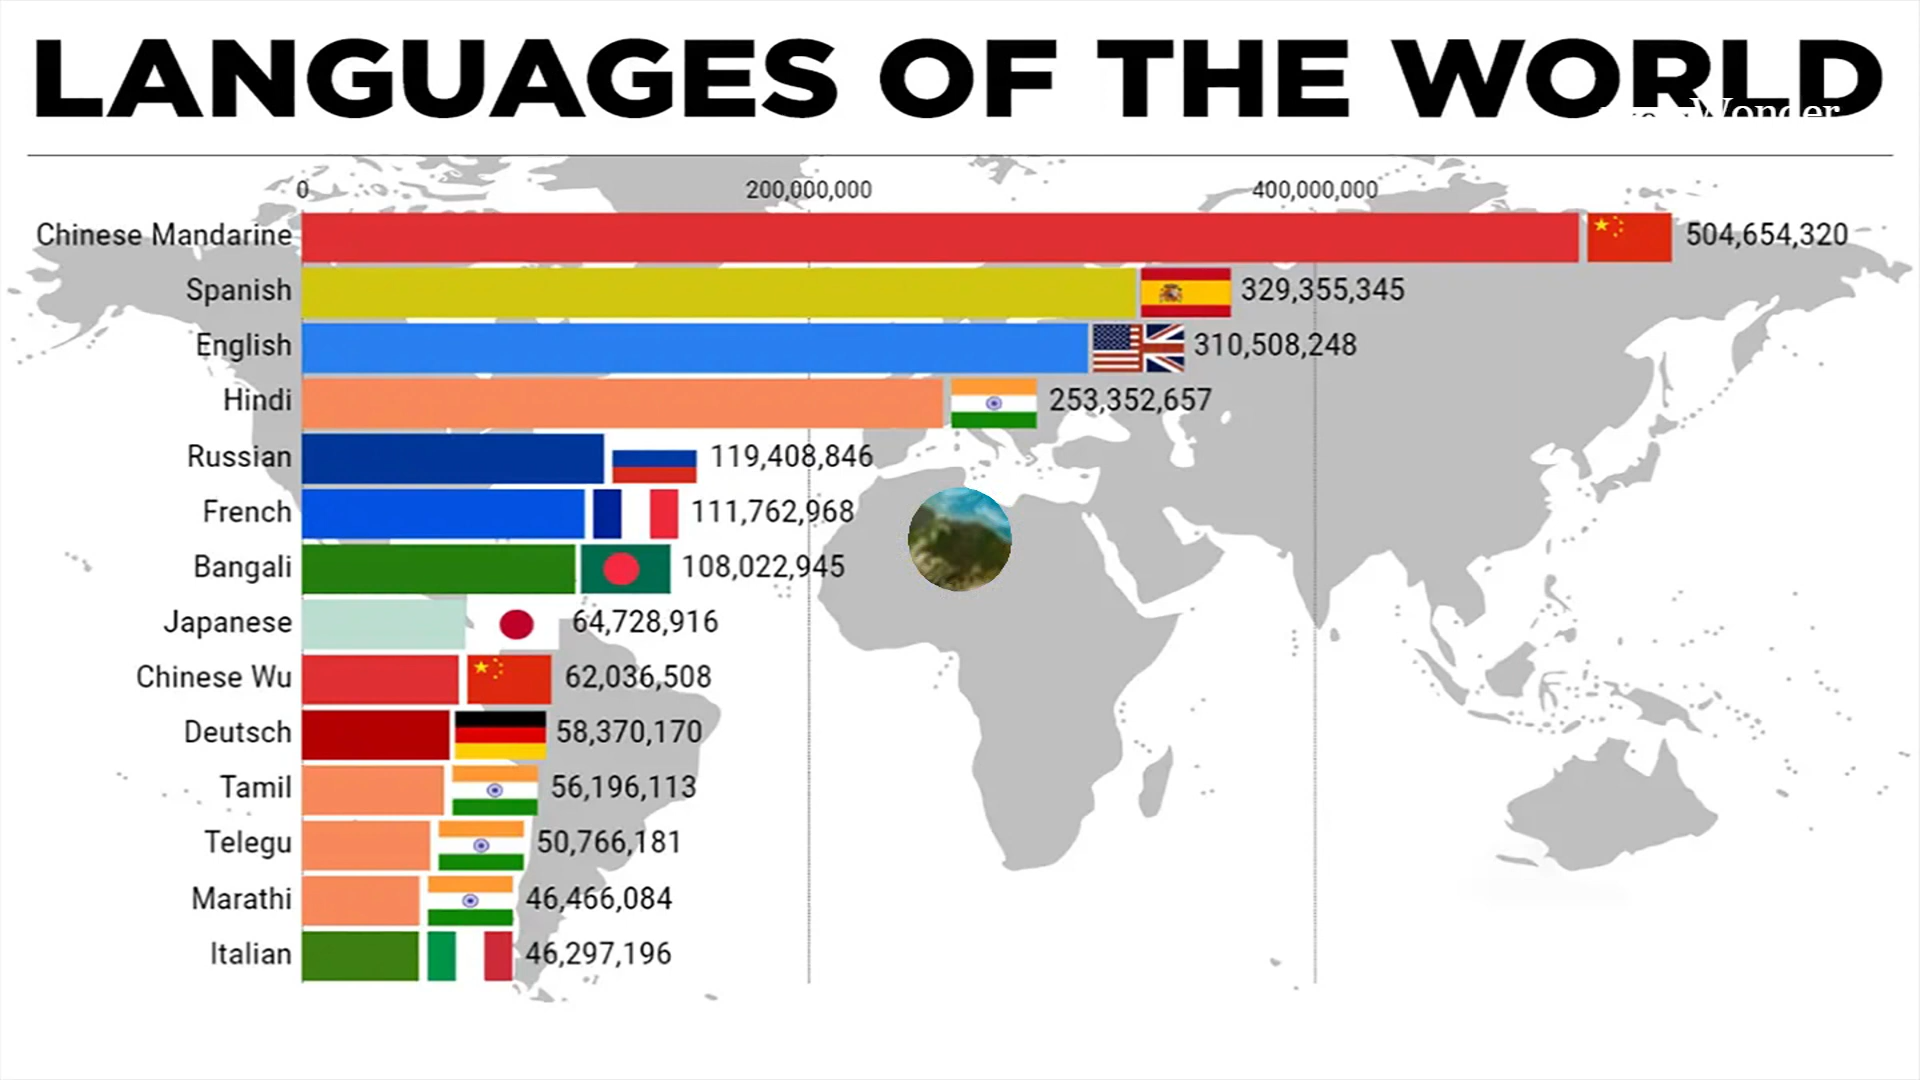 LANGUAGES OF THE WORLD
Wonder
0 200,000,000 400,000,000
Chinese Mandarine 504,654,320
Spanish 329,355,345
English 310,508,248
Hindi 253,352,657
Russian 119,408,846
French 111,762,968
Bangali 108,022,945
Japanese 64,728,916
Chinese Wu 62,036,508
Deutsch 58,370,170
Tamil 56,196,113
Telegu 50,766,181
Marathi 46,466,084
Italian 46,297,196